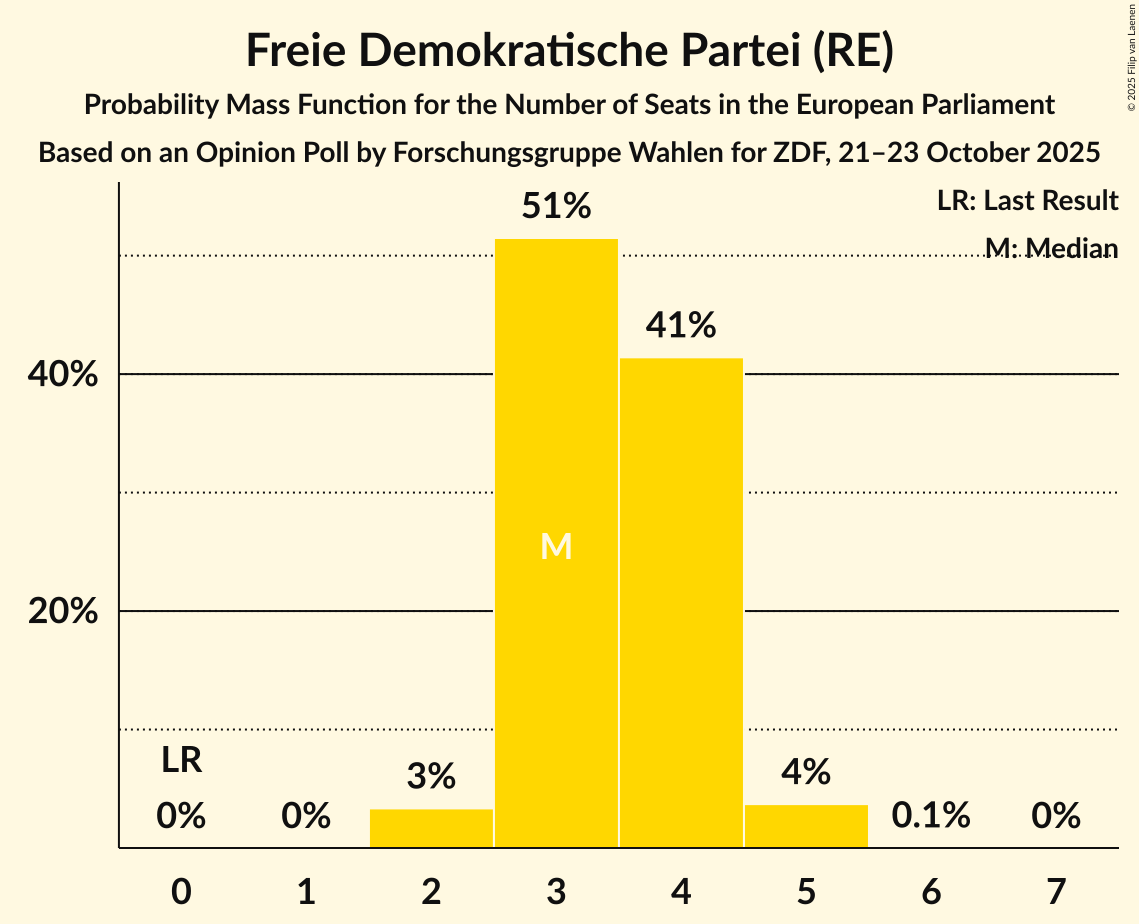 Freie Demokratische Partei (RE)
Probability Mass Function for the Number of Seats in the European Parliament
Based on an Opinion Poll by Forschungsgruppe Wahlen for ZDF, 21–23 October 2025
© 2025 Filip van Laenen
LR: Last Result
M: Median
51%
41%
40%
M
20%
LR
3%
4%
0%
0%
0.1%
0%
0
1
2
3
4
5
6
7